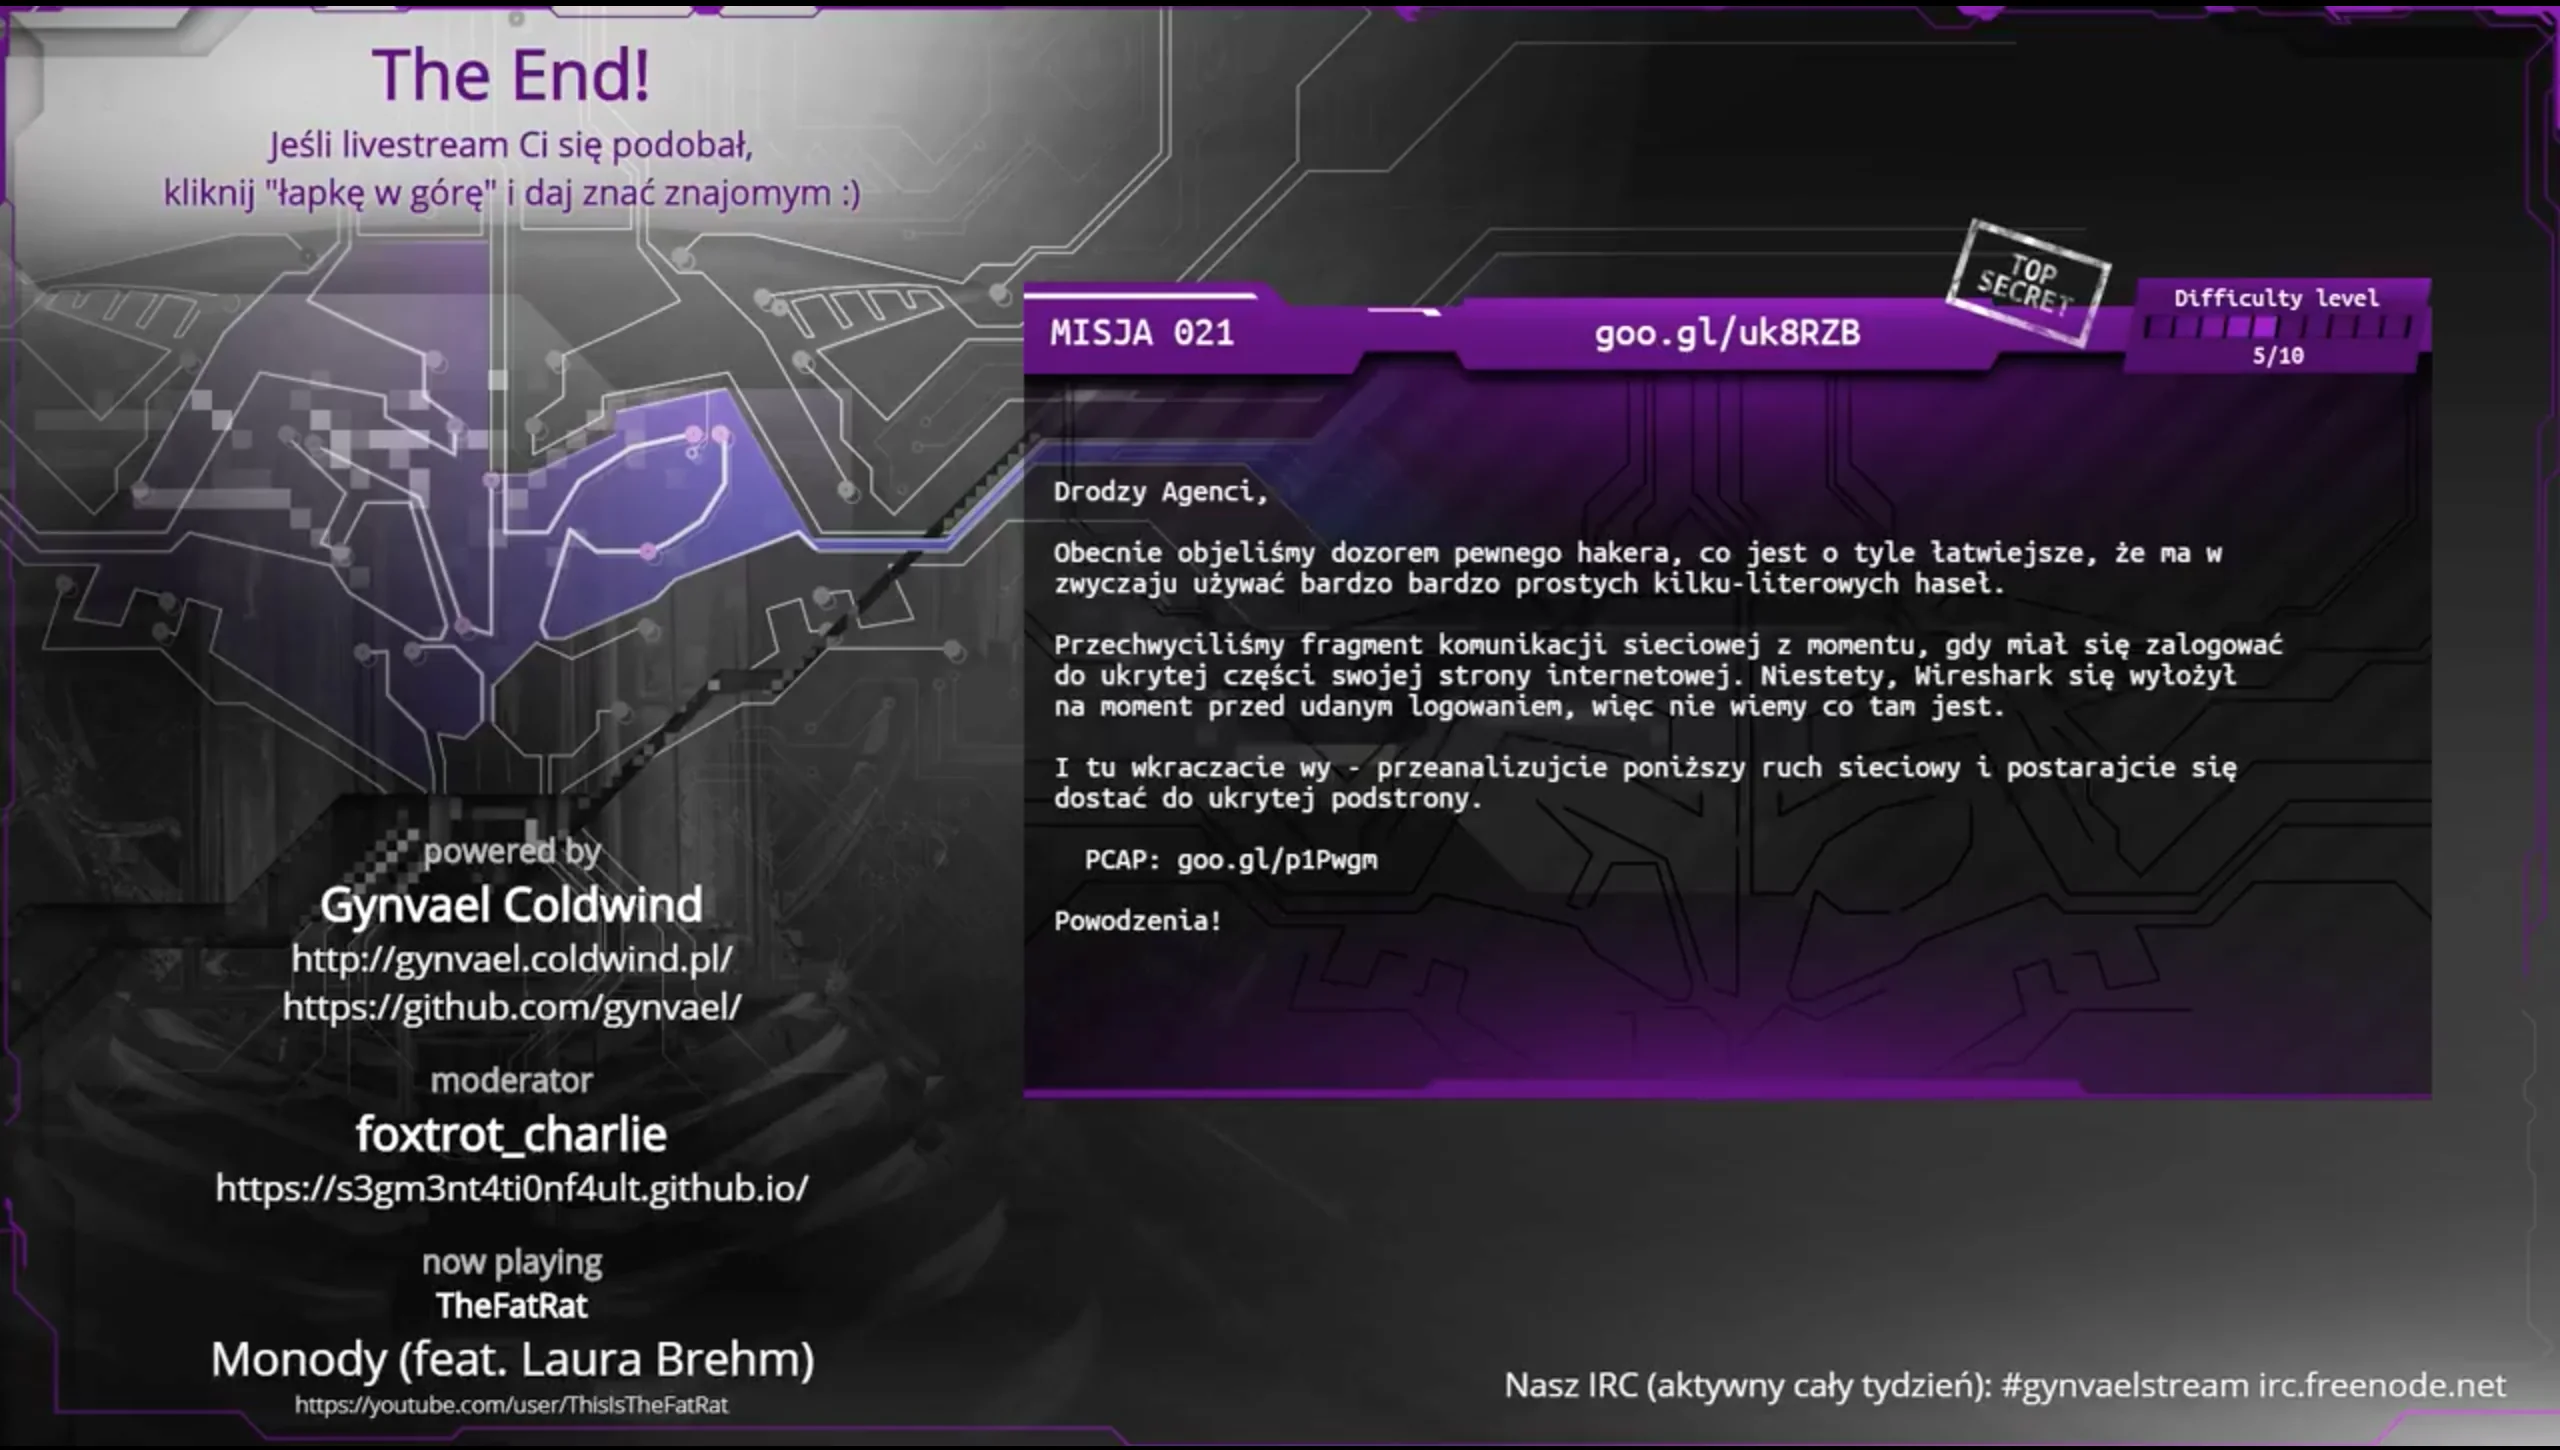 The End!
Jeśli livestream Ci się podobał,
kliknij "łapkę w górę" i daj znać znajomym :)
TOP
SECRET
Difficulty level
5/10
MISJA 021
goo.gl/uk8RZB
Drodzy Agenci,
Obecnie objeliśmy dozorem pewnego hakera, co jest o tyle łatwiejsze, że ma w
zwyczaju używać bardzo bardzo prostych kilku-literowych haseł.
Przechwyciliśmy fragment komunikacji sieciowej z momentu, gdy miał się zalogować
do ukrytej części swojej strony internetowej. Niestety, Wireshark się wyłożył
na moment przed udanym logowaniem, więc nie wiemy co tam jest.
I tu wkraczacie wy - przeanalizujcie poniższy ruch sieciowy i postarajcie się
dostać do ukrytej podstrony.
PCAP: goo.gl/p1Pwgm
Powodzenia!
powered by
Gynvael Coldwind
http://gynvael.coldwind.pl/
https://github.com/gynvael/
moderator
foxtrot_charlie
https://s3gm3nt4ti0nf4ult.github.io/
now playing
TheFatRat
Monody (feat. Laura Brehm)
https://youtube.com/user/ThisIsTheFatRat
Nasz IRC (aktywny cały tydzień): #gynvaelstream irc.freenode.net